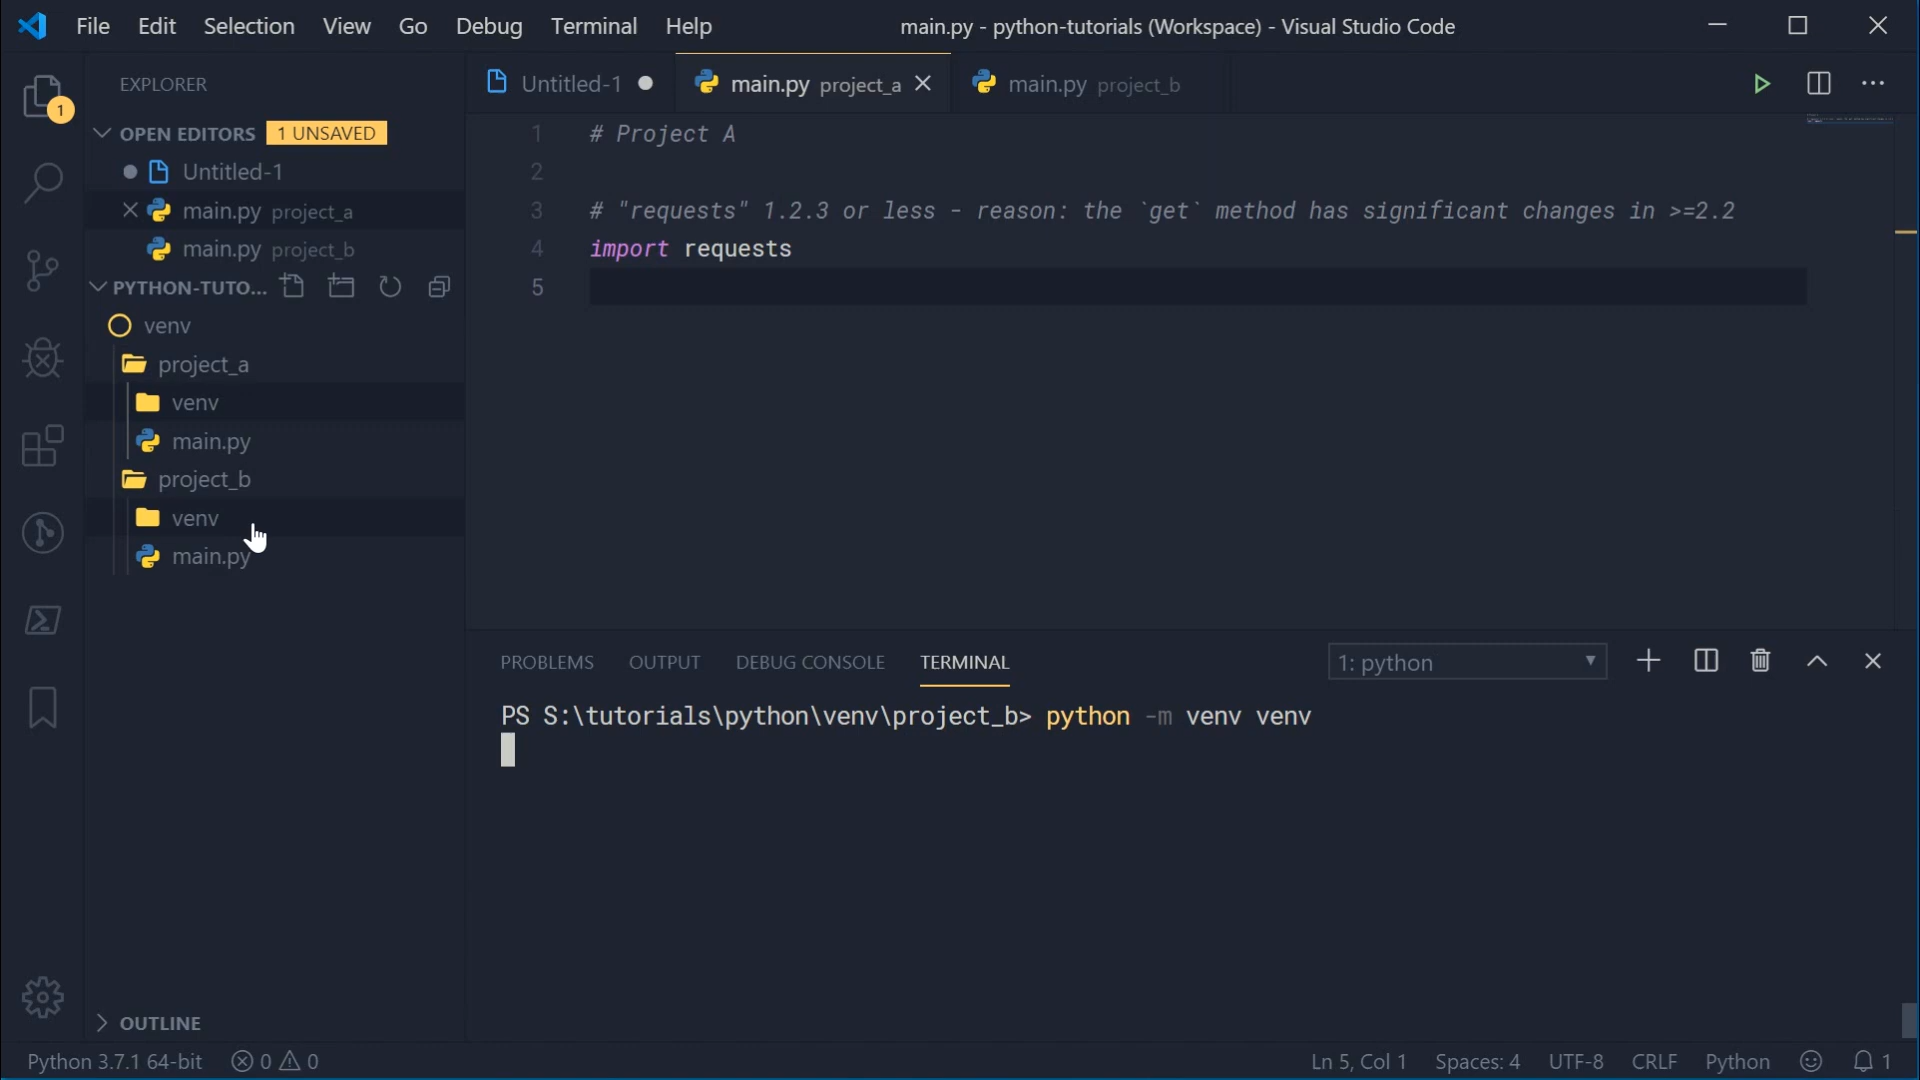 File Edit Selection View Go Debug Terminal Help main.py - python-tutorials (Workspace) - Visual Studio Code
EXPLORER
1
OPEN EDITORS 1 UNSAVED
Untitled-1
main.py project_a
main.py project_b
PYTHON-TUTO...
venv
project_a
venv
main.py
project_b
venv
main.py
OUTLINE
Untitled-1 main.py project_a main.py project_b
1 # Project A
2
3 # "requests" 1.2.3 or less - reason: the `get` method has significant changes in >=2.2
4 import requests
5
PROBLEMS OUTPUT DEBUG CONSOLE TERMINAL 1: python
PS S:\tutorials\python\venv\project_b> python -m venv venv
Python 3.7.1 64-bit 0 0 Ln 5, Col 1 Spaces: 4 UTF-8 CRLF Python 1